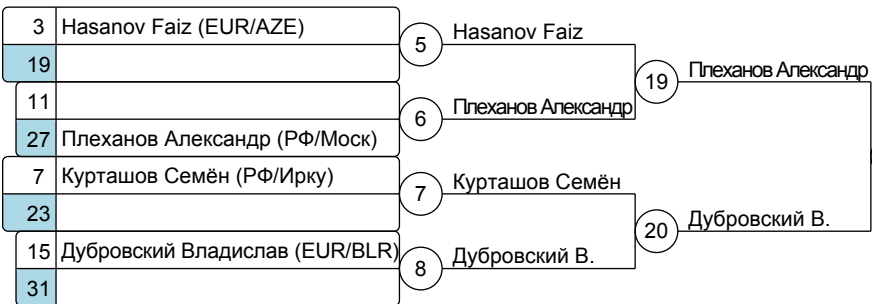 3 Hasanov Faiz (EUR/AZE)
19
5 Hasanov Faiz
11
27 Плеханов Александр (РФ/Моск)
6 Плеханов Александр
19 Плеханов Александр
7 Курташов Семён (РФ/Ирку)
23
7 Курташов Семён
15 Дубровский Владислав (EUR/BLR)
31
8 Дубровский В.
20 Дубровский В.